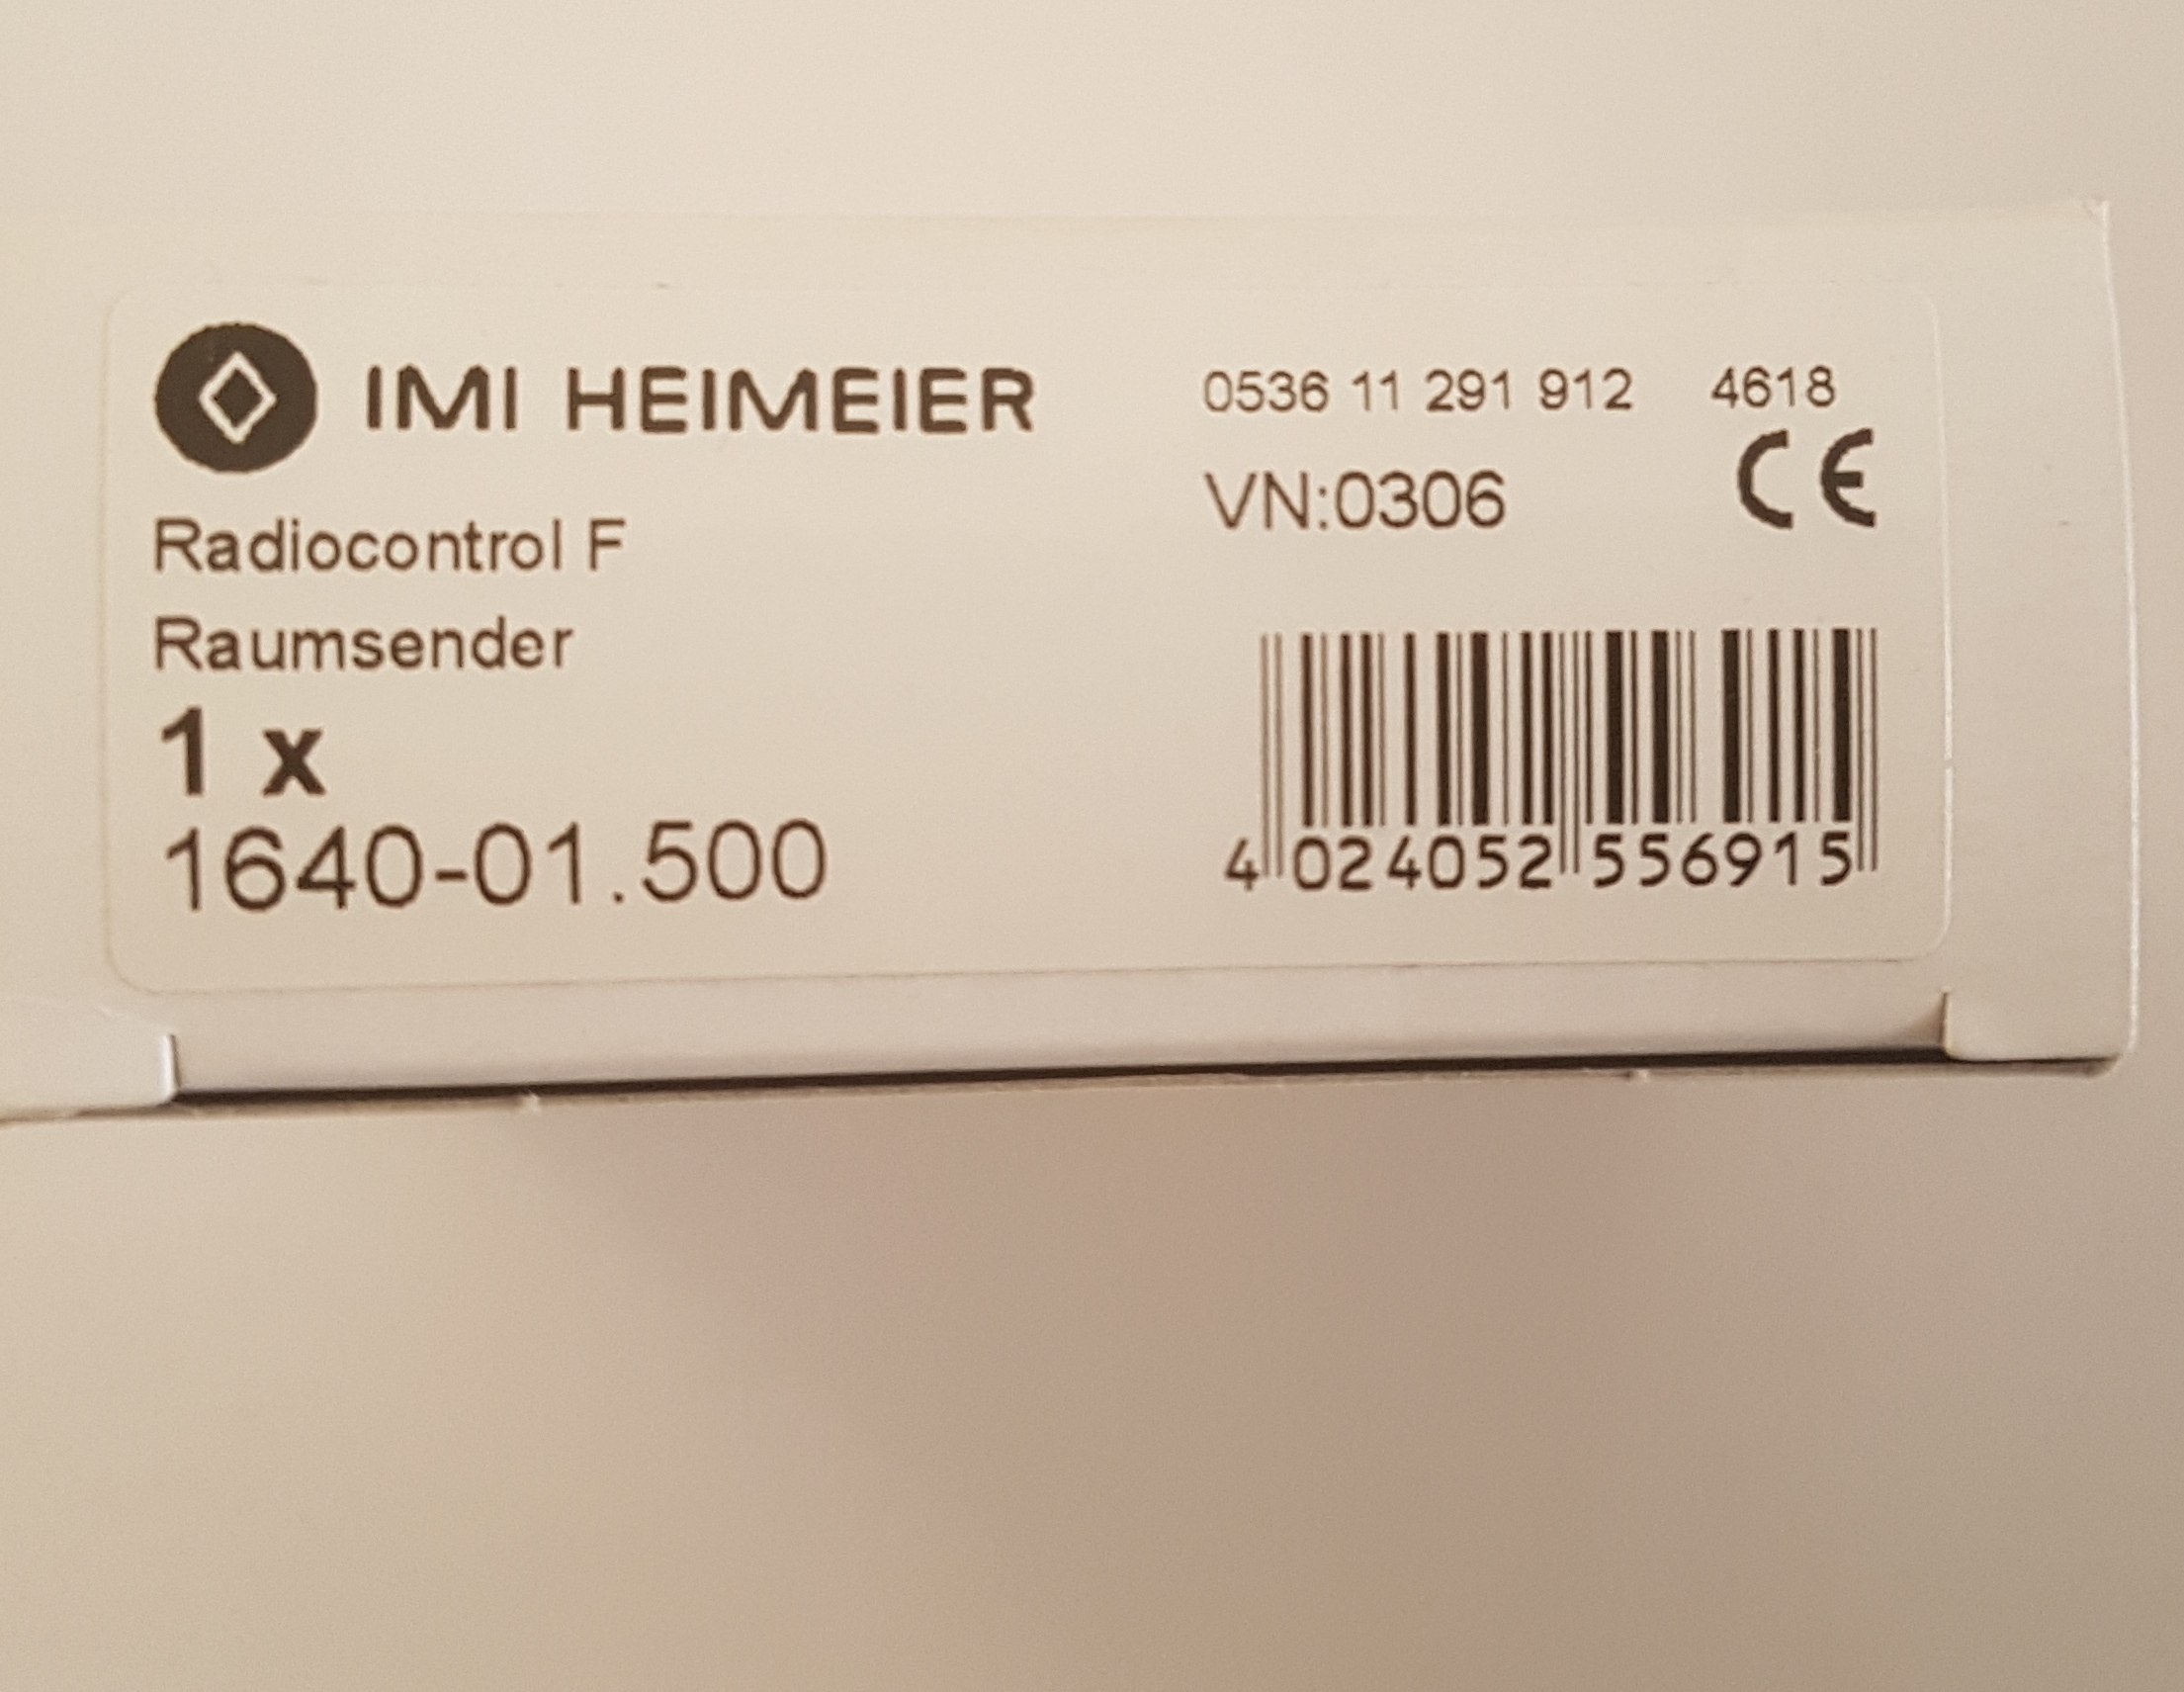 IMI HEIMEIER
Radiocontrol F
Raumsender
1 x
1640-01.500
0536 11 291 912 4618
VN:0306 CE
4 024052 556915